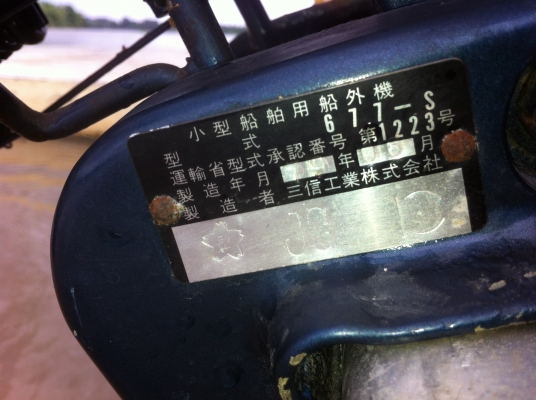 小型船舶用船外機
型式 677-S
運輸省型式承認番号 第1223号
製造年月 年 月
製造者 三信工業株式会社